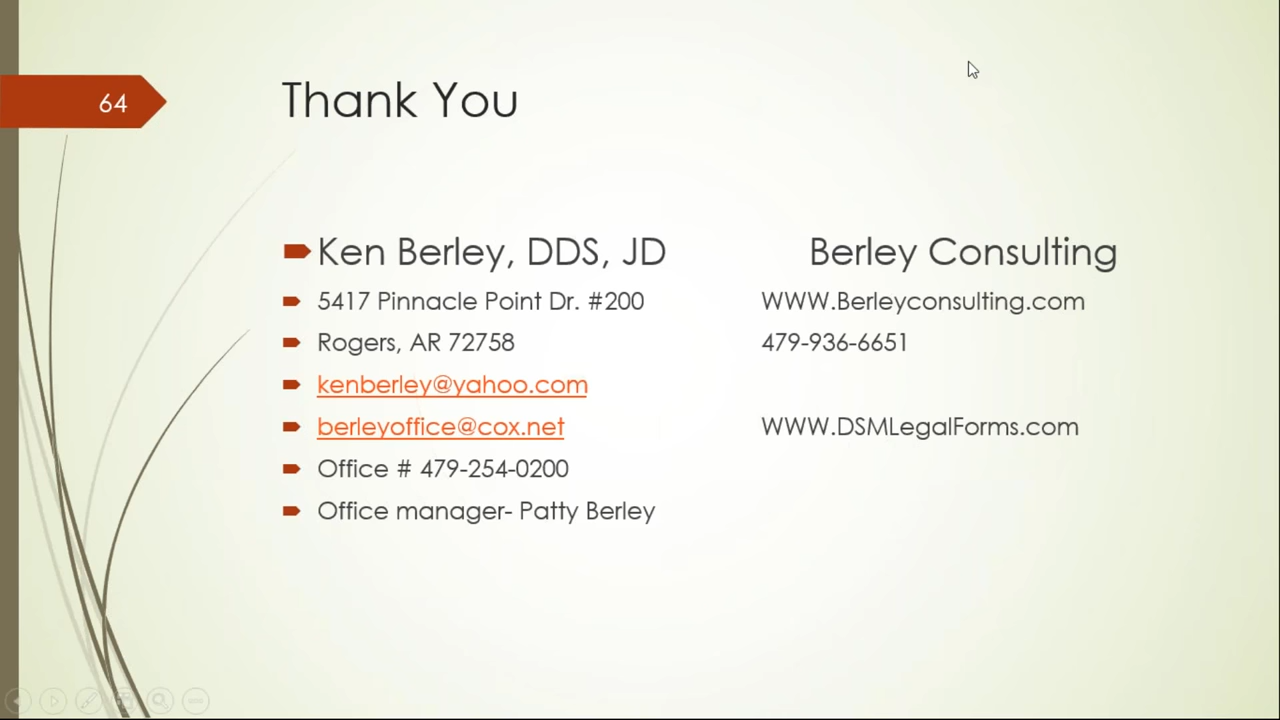 64
Thank You
Ken Berley, DDS, JD Berley Consulting
5417 Pinnacle Point Dr. #200 WWW.Berleyconsulting.com
Rogers, AR 72758 479-936-6651
kenberley@yahoo.com
berleyoffice@cox.net WWW.DSMLegalForms.com
Office # 479-254-0200
Office manager- Patty Berley